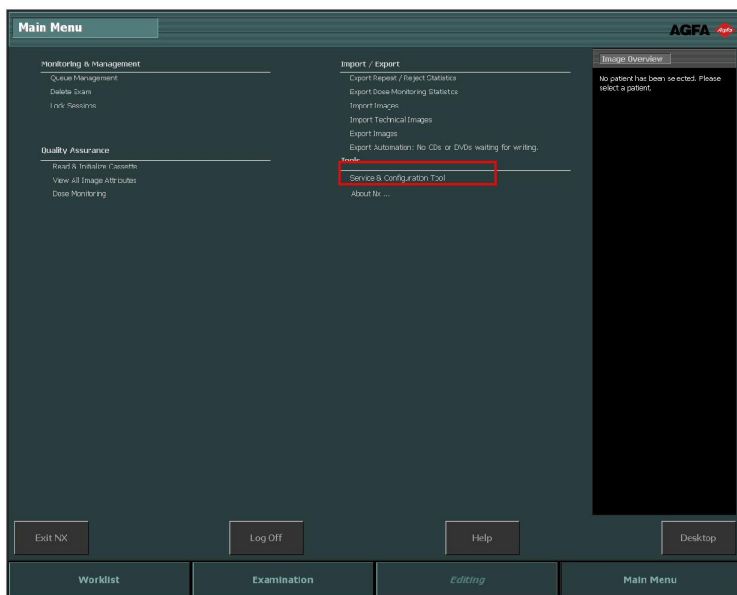 Main Menu
AGFA
Agfa
Monitoring & Management
Queue Management
Delete Exam
Lock Sessions
Quality Assurance
Read & Initialize Cassette
View All Image Attributes
Dose Monitoring
Import / Export
Export Repeat / Reject Statistics
Export Dose Monitoring Statistics
Import Images
Import Technical Images
Export Images
Export Automation: No CDs or DVDs waiting for writing.
Tools
Service & Configuration Tool
About Nx ...
Image Overview
No patient has been selected. Please
select a patient.
Exit NX
Log Off
Help
Desktop
Worklist
Examination
Editing
Main Menu